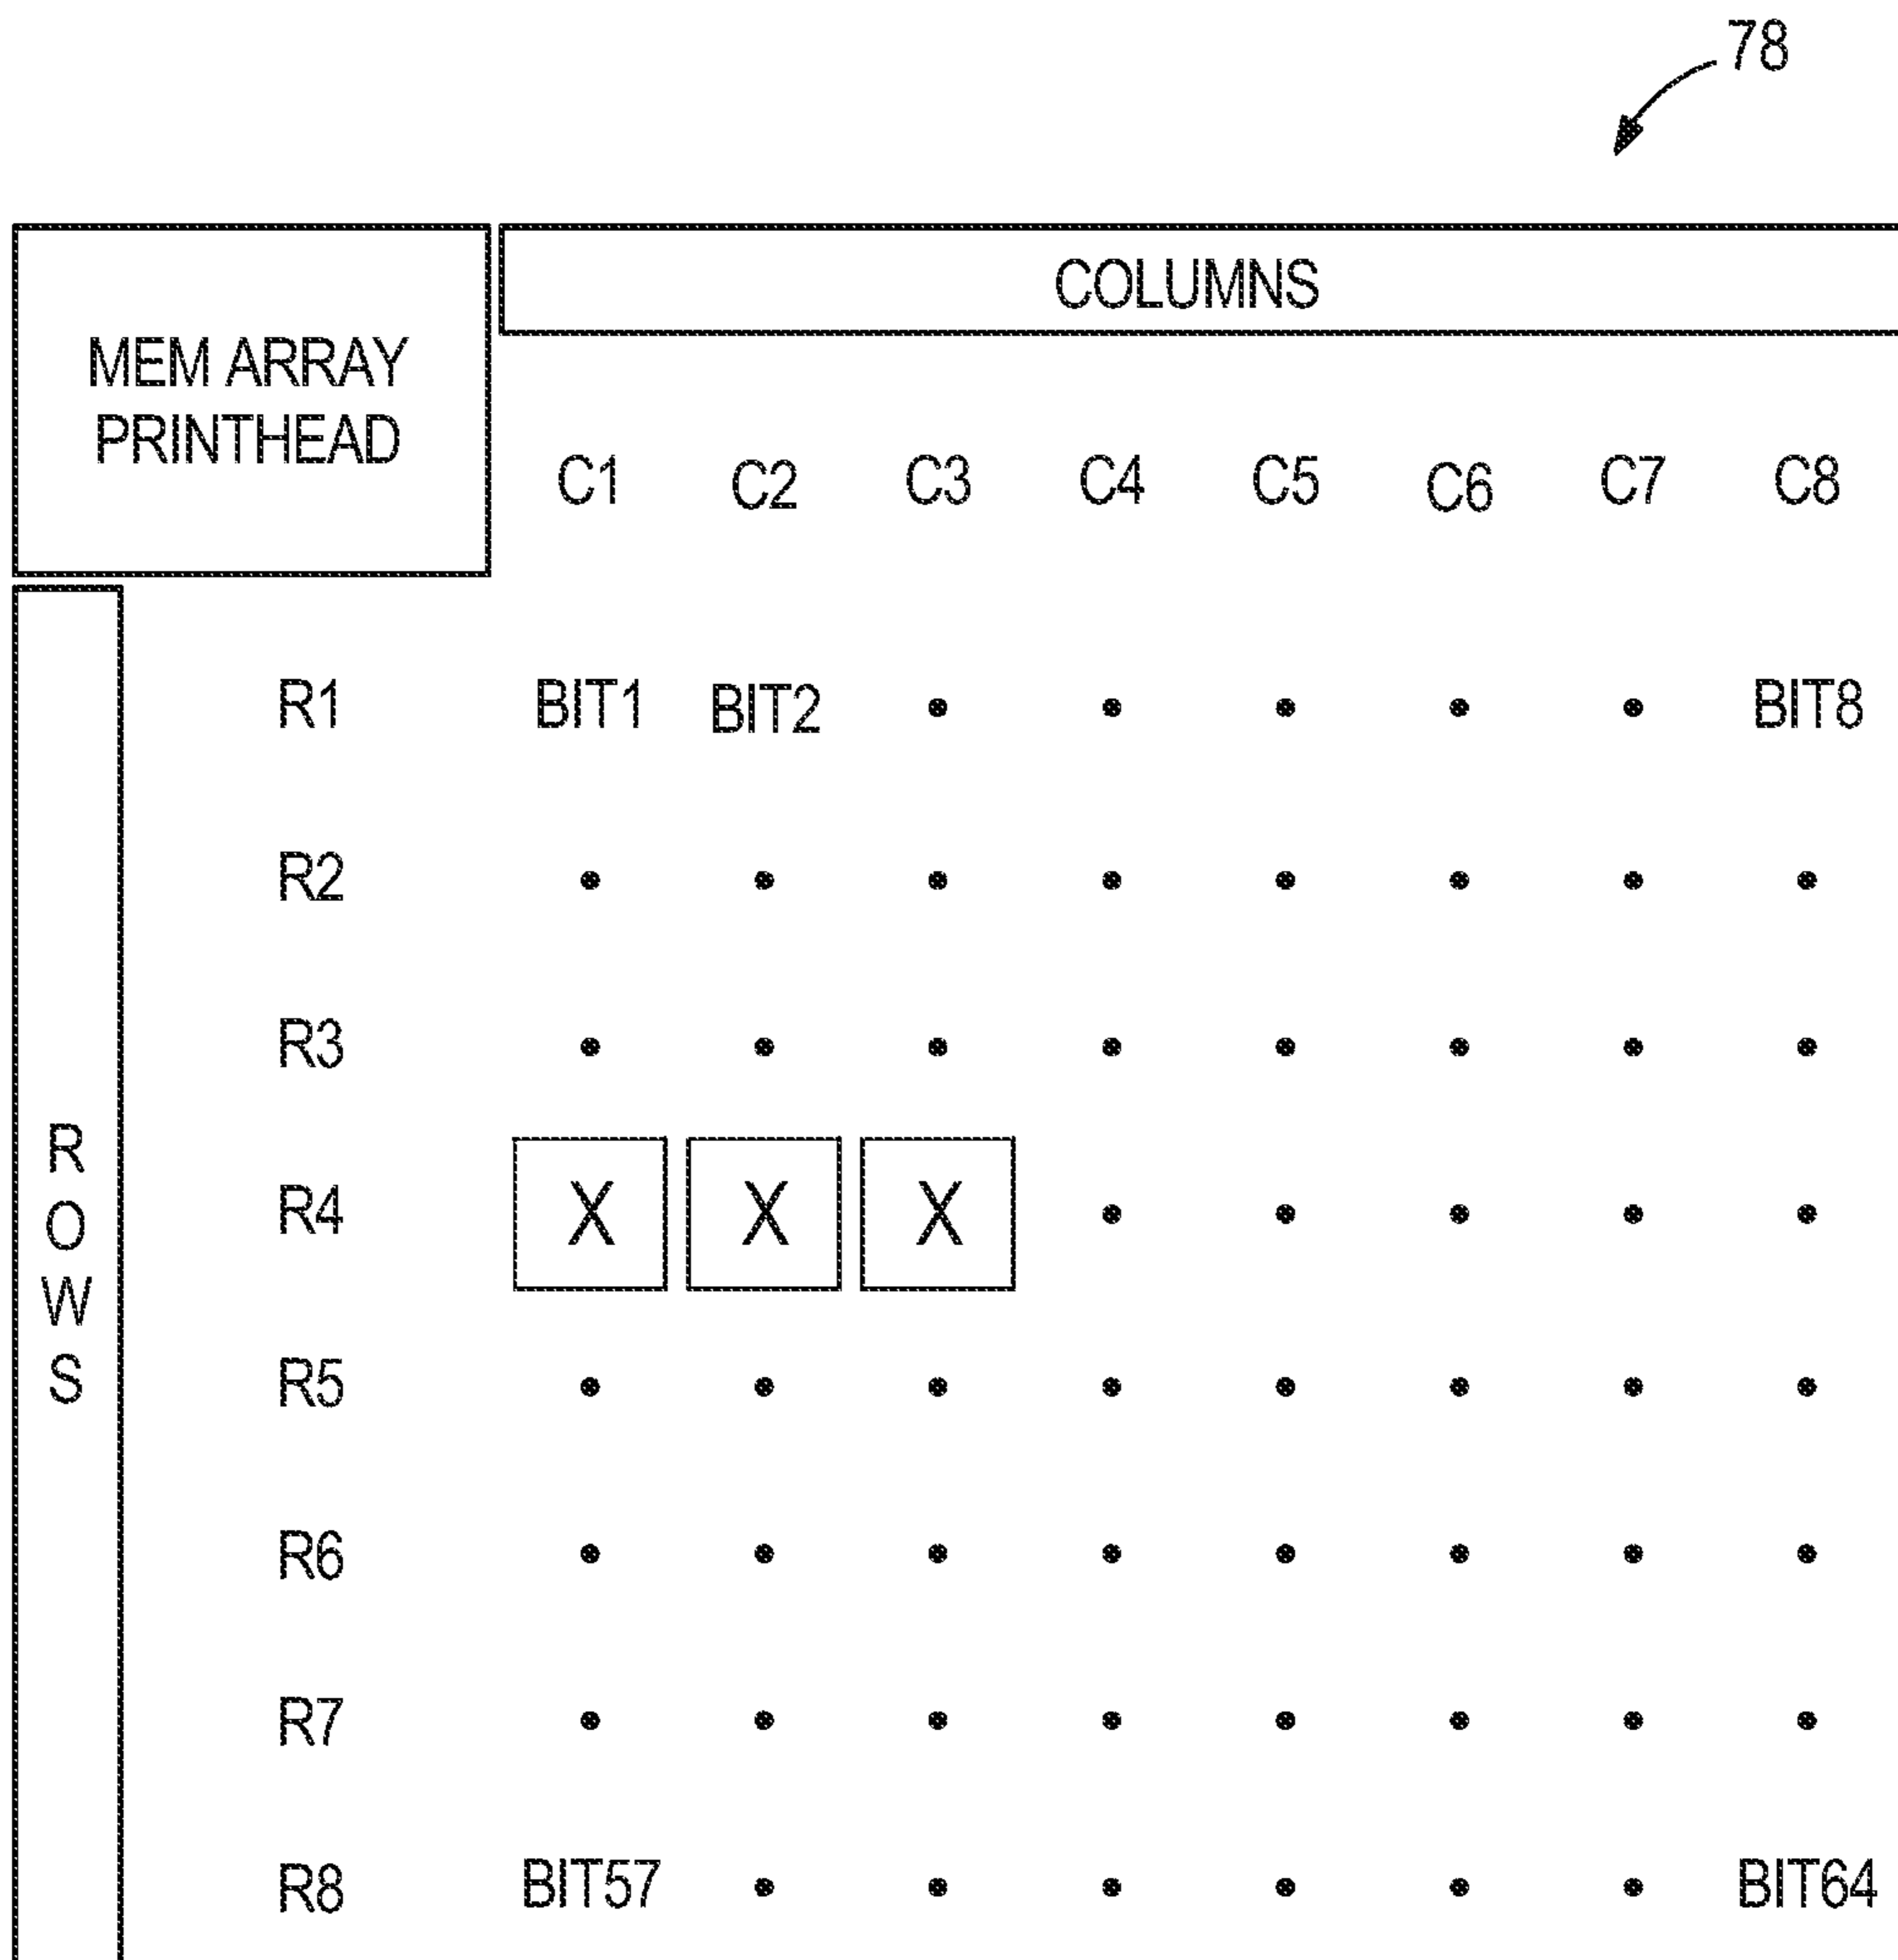 78
COLUMNS
MEM ARRAY
PRINTHEAD
C1 C2 C3 C4 C5 C6 C7 C8
ROWS
R1 BIT1 BIT2 • • • • • BIT8
R2 • • • • • • • •
R3 • • • • • • • •
R4 X X X • • • • •
R5 • • • • • • • •
R6 • • • • • • • •
R7 • • • • • • • •
R8 BIT57 • • • • • • BIT64